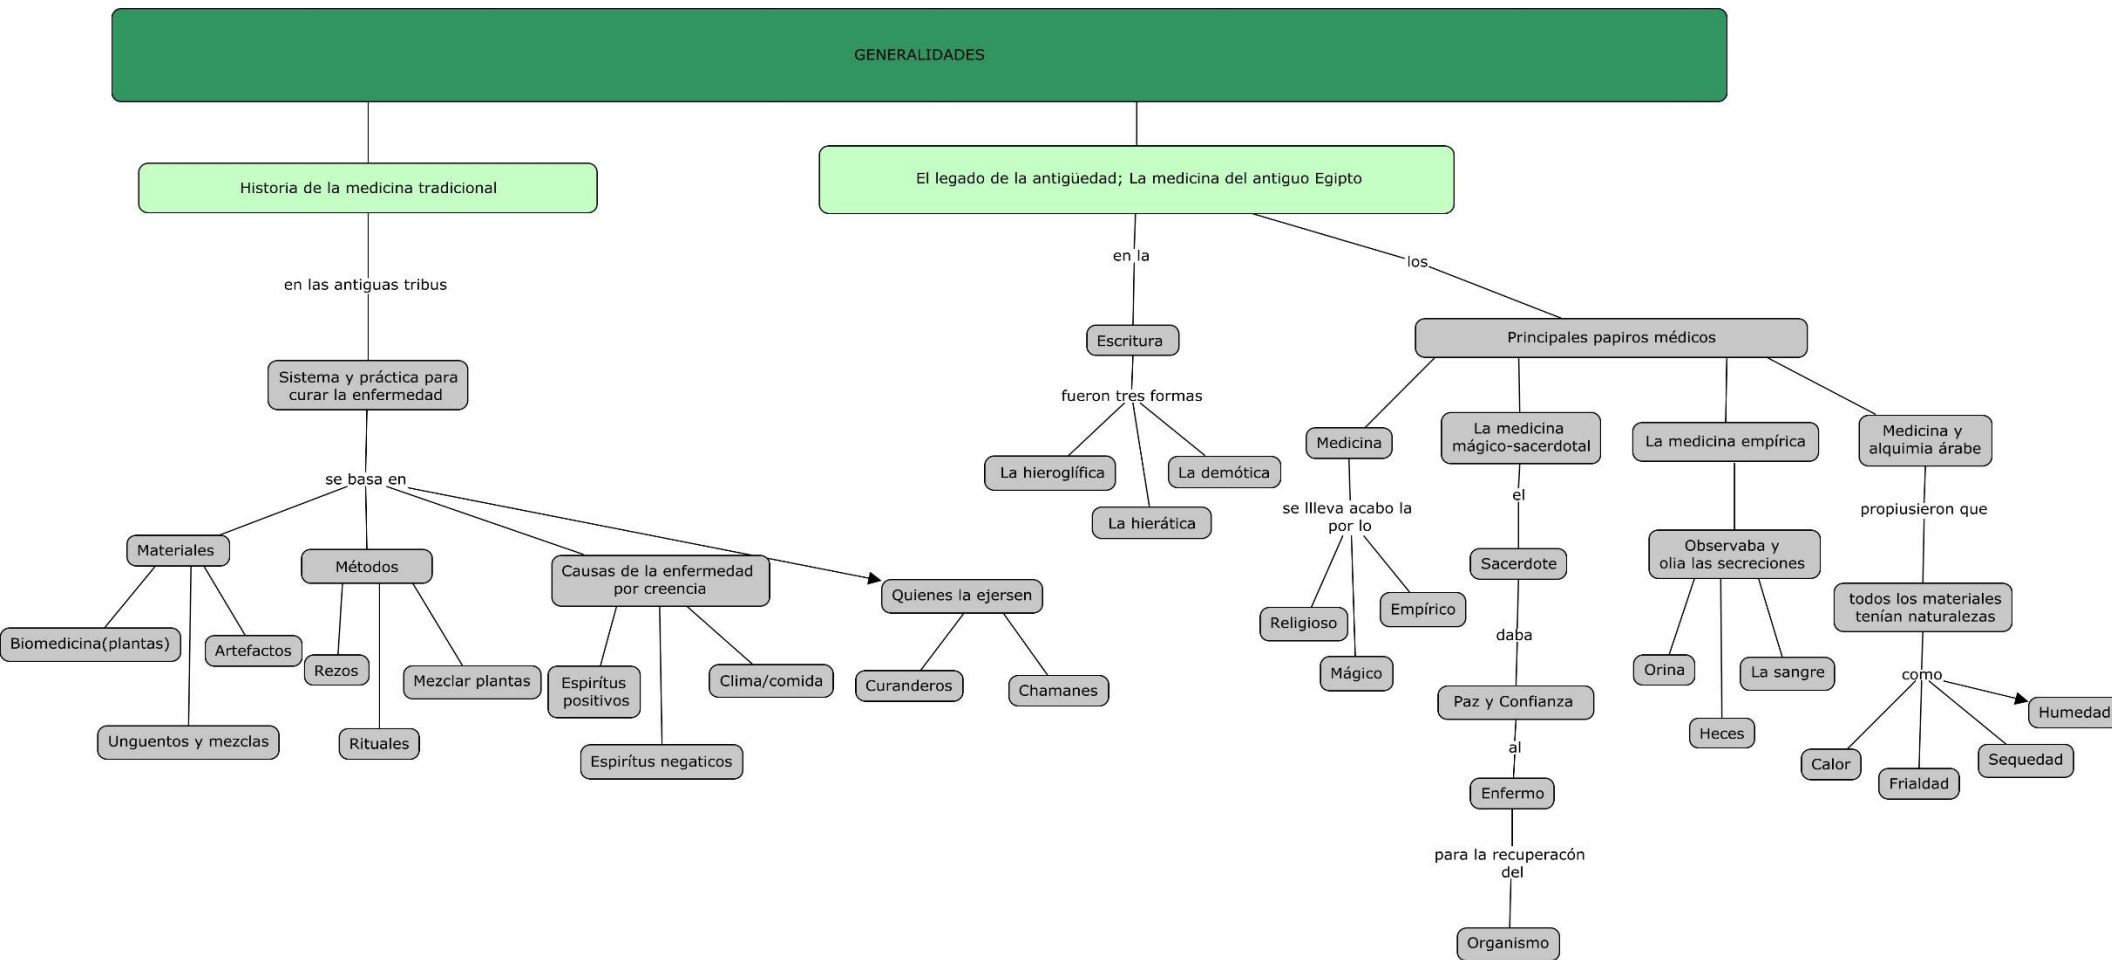 GENERALIDADES
Historia de la medicina tradicional
El legado de la antigüedad; La medicina del antiguo Egipto
en las antiguas tribus
en la
los
Sistema y práctica para
curar la enfermedad
Escritura
Principales papiros médicos
se basa en
fueron tres formas
La hieroglífica
La demótica
La hierática
Medicina
La medicina
mágico-sacerdotal
La medicina empírica
Medicina y
alquimia árabe
Materiales
Métodos
Causas de la enfermedad
por creencia
Quienes la ejersen
Biomedicina(plantas)
Artefactos
Unguentos y mezclas
Rezos
Mezclar plantas
Rituales
Espirítus
positivos
Clima/comida
Espirítus negaticos
Curanderos
Chamanes
se llleva acabo la
por lo
Religioso
Empírico
Mágico
el
Sacerdote
daba
Paz y Confianza
al
Enfermo
para la recuperacón
del
Organismo
Observaba y
olia las secreciones
Orina
La sangre
Heces
propiusieron que
todos los materiales
tenían naturalezas
como
Humedad
Calor
Sequedad
Frialdad